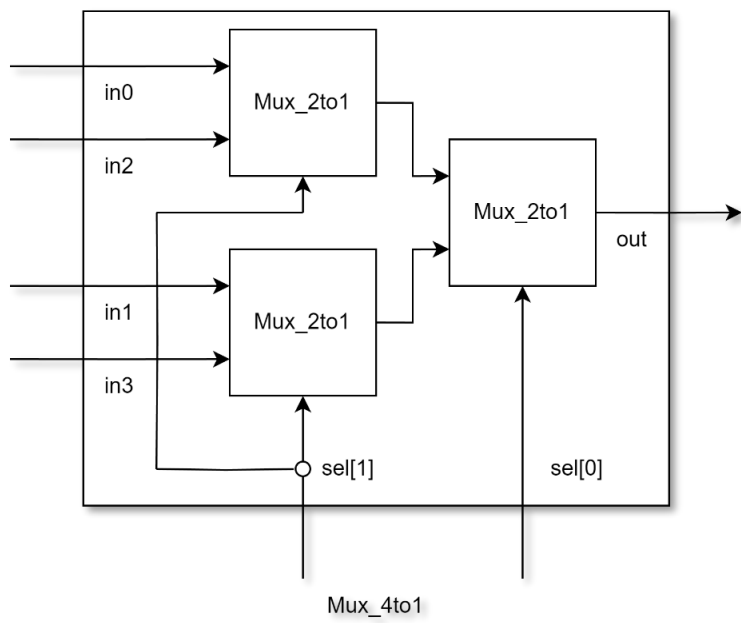 in0
Mux_2to1
in2
Mux_2to1
out
in1
Mux_2to1
in3
sel[1]
sel[0]
Mux_4to1